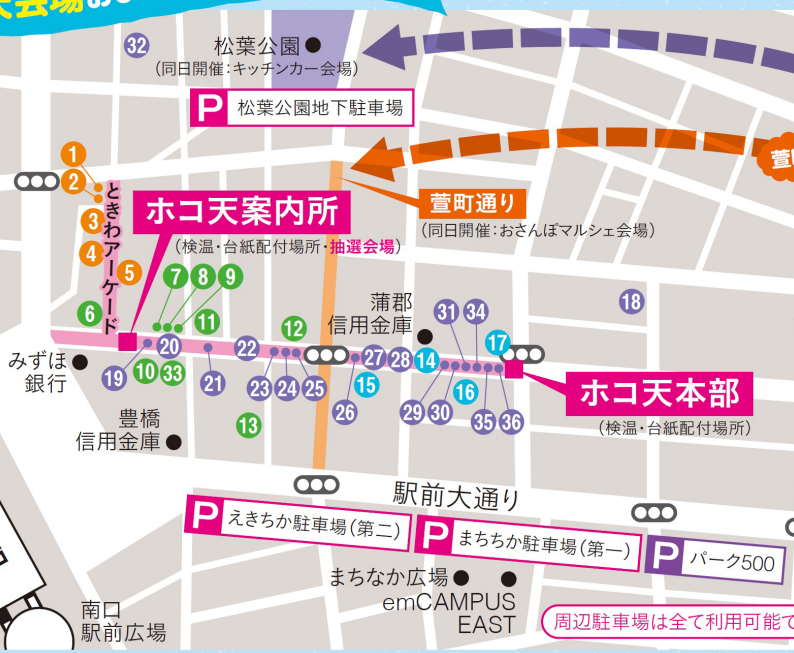 天会場お
32
松葉公園
(同日開催:キッチンカー会場)
P 松葉公園地下駐車場
1
2
3
4
5
6
ときわアーケード
ホコ天案内所
(検温・台紙配付場所・抽選会場)
萱町通り
(同日開催:おさんぽマルシェ会場)
萱町
7 8 9
11
12
蒲郡
信用金庫
31 34
18
17
みずほ
銀行
19
20
10 33
21
22
23 24 25
26
27 28 14
15
29 30
16
35 36
13
ホコ天本部
(検温・台紙配付場所)
豊橋
信用金庫
駅前大通り
P えきちか駐車場(第二)
P まちちか駐車場(第一)
P パーク500
まちなか広場
emCAMPUS
EAST
南口
駅前広場
周辺駐車場は全て利用可能で